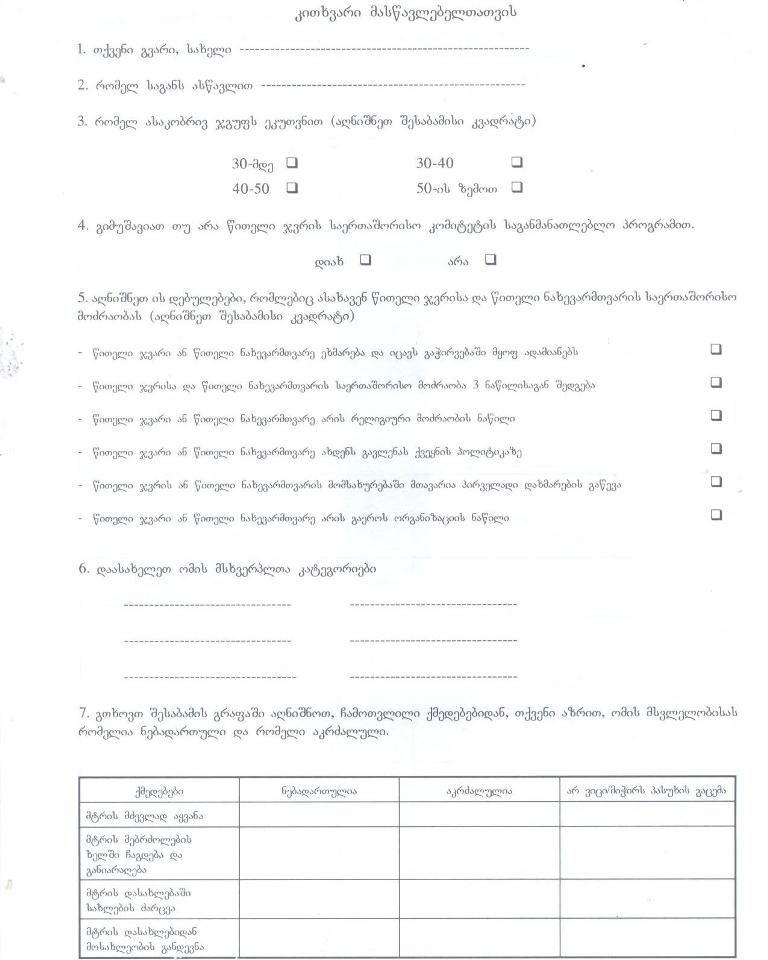 კითხვარი მასწავლებელთათვის
1. თქვენი გვარი, სახელი ---------------------------------------------------------
2. რომელ საგანს ასწავლით ----------------------------------------------------
3. რომელ ასაკობრივ ჯგუფს ეკუთვნით (აღნიშნეთ შესაბამისი კვადრატი)
30-მდე ❑ 30-40 ❑
40-50 ❑ 50-ის ზემოთ ❑
4. გიმუშავიათ თუ არა წითელი ჯვრის საერთაშორისო კომიტეტის საგანმანათლებლო პროგრამით.
დიახ ❑ არა ❑
5. აღნიშნეთ ის დებულებები, რომლებიც ასახავენ წითელი ჯვრისა და წითელი ნახევარმთვარის საერთაშორისო
მოძრაობას (აღნიშნეთ შესაბამისი კვადრატი)
- წითელი ჯვარი ან წითელი ნახევარმთვარე ეხმარება და იცავს გაჭირვებაში მყოფ ადამიანებს ❑
- წითელი ჯვრისა და წითელი ნახევარმთვარის საერთაშორისო მოძრაობა 3 ნაწილისაგან შედგება ❑
- წითელი ჯვარი ან წითელი ნახევარმთვარე არის რელიგიური მოძრაობის ნაწილი ❑
- წითელი ჯვარი ან წითელი ნახევარმთვარე ახდენს გავლენას ქვეყნის პოლიტიკაზე ❑
- წითელი ჯვრის ან წითელი ნახევარმთვარის მომსახურებაში მთავარია პირველადი დახმარების გაწევა ❑
- წითელი ჯვარი ან წითელი ნახევარმთვარე არის გაეროს ორგანიზაციის ნაწილი ❑
6. დაასახელეთ ომის მსხვერპლთა კატეგორიები
--------------------------------- ---------------------------------
--------------------------------- ---------------------------------
---------------------------------- ---------------------------------
7. გთხოვთ შესაბამის გრაფაში აღნიშნოთ, ჩამოთვლილი ქმედებებიდან, თქვენი აზრით, ომის მსვლელობისას
რომელია ნებადართული და რომელი აკრძალული.
ქმედებები ნებადართულია აკრძალულია არ ვიცი/მიჭირს პასუხის გაცემა
მტრის მძევლად აყვანა
მტრის მებრძოლების
ხელში ჩაგდება და
განიარაღება
მტრის დასახლებაში
სახლების ძარცვა
მტრის დასახლებიდან
მოსახლეობის განდევნა